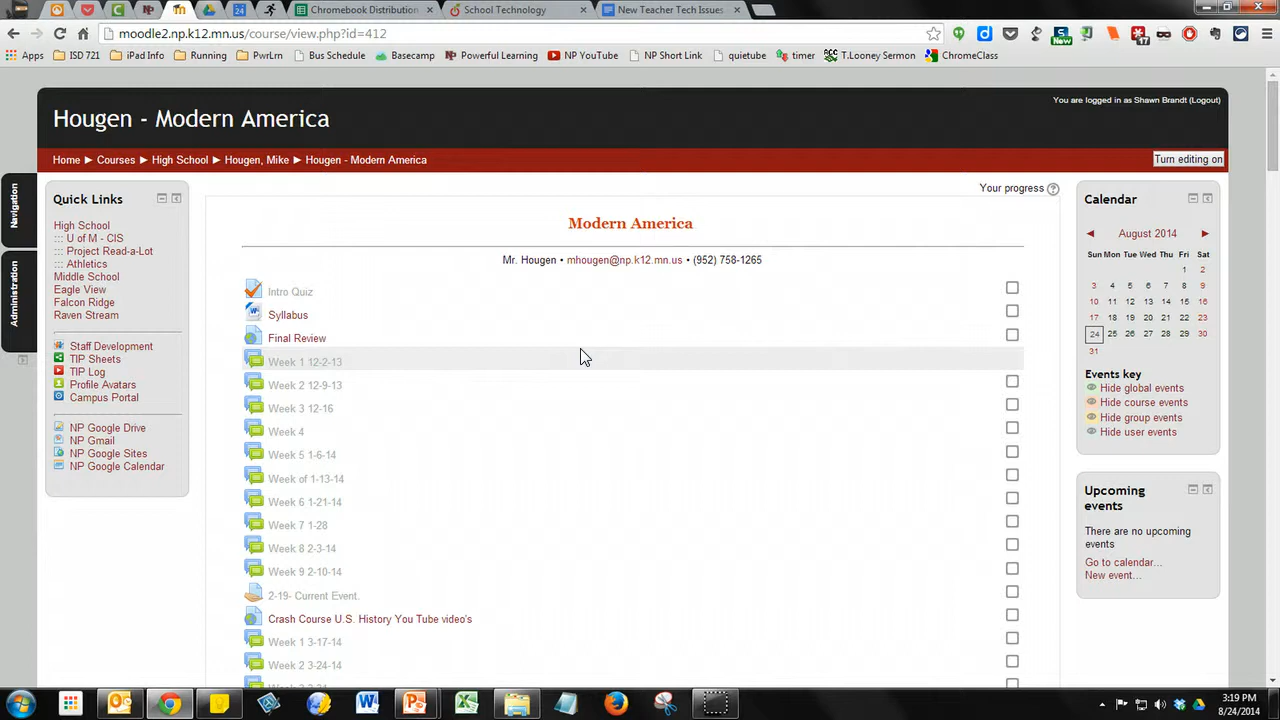 Chromebook Distribution
School Technology
New Teacher Tech Issues
moodle2.np.k12.mn.us/course/view.php?id=412
Apps
ISD 721
iPad Info
Running
PwrLrn
Bus Schedule
Basecamp
Powerful Learning
NP YouTube
NP Short Link
quietube
timer
T.Looney Sermon
ChromeClass
Hougen - Modern America
You are logged in as Shawn Brandt (Logout)
Home ► Courses ► High School ► Hougen, Mike ► Hougen - Modern America
Turn editing on
Navigation
Administration
Quick Links
High School
::: U of M - CIS
::: Project Read-a-Lot
::: Athletics
Middle School
Eagle View
Falcon Ridge
Raven Stream
Staff Development
TIP Sheets
TIP Log
Profile Avatars
Campus Portal
NP Google Drive
NP Gmail
NP Google Sites
NP Google Calendar
Your progress
Modern America
Mr. Hougen • mhougen@np.k12.mn.us • (952) 758-1265
Intro Quiz
Syllabus
Final Review
Week 1 12-2-13
Week 2 12-9-13
Week 3 12-16
Week 4
Week 5 1-6-14
Week of 1-13-14
Week 6 1-21-14
Week 7 1-28
Week 8 2-3-14
Week 9 2-10-14
2-19- Current Event.
Crash Course U.S. History You Tube video's
Week 1 3-17-14
Week 2 3-24-14
Calendar
◄ August 2014 ►
Sun Mon Tue Wed Thu Fri Sat
1 2
3 4 5 6 7 8 9
10 11 12 13 14 15 16
17 18 19 20 21 22 23
24 25 26 27 28 29 30
31
Events key
Hide global events
Hide course events
Hide group events
Hide user events
Upcoming
events
There are no upcoming
events
Go to calendar...
New event...
3:19 PM
8/24/2014